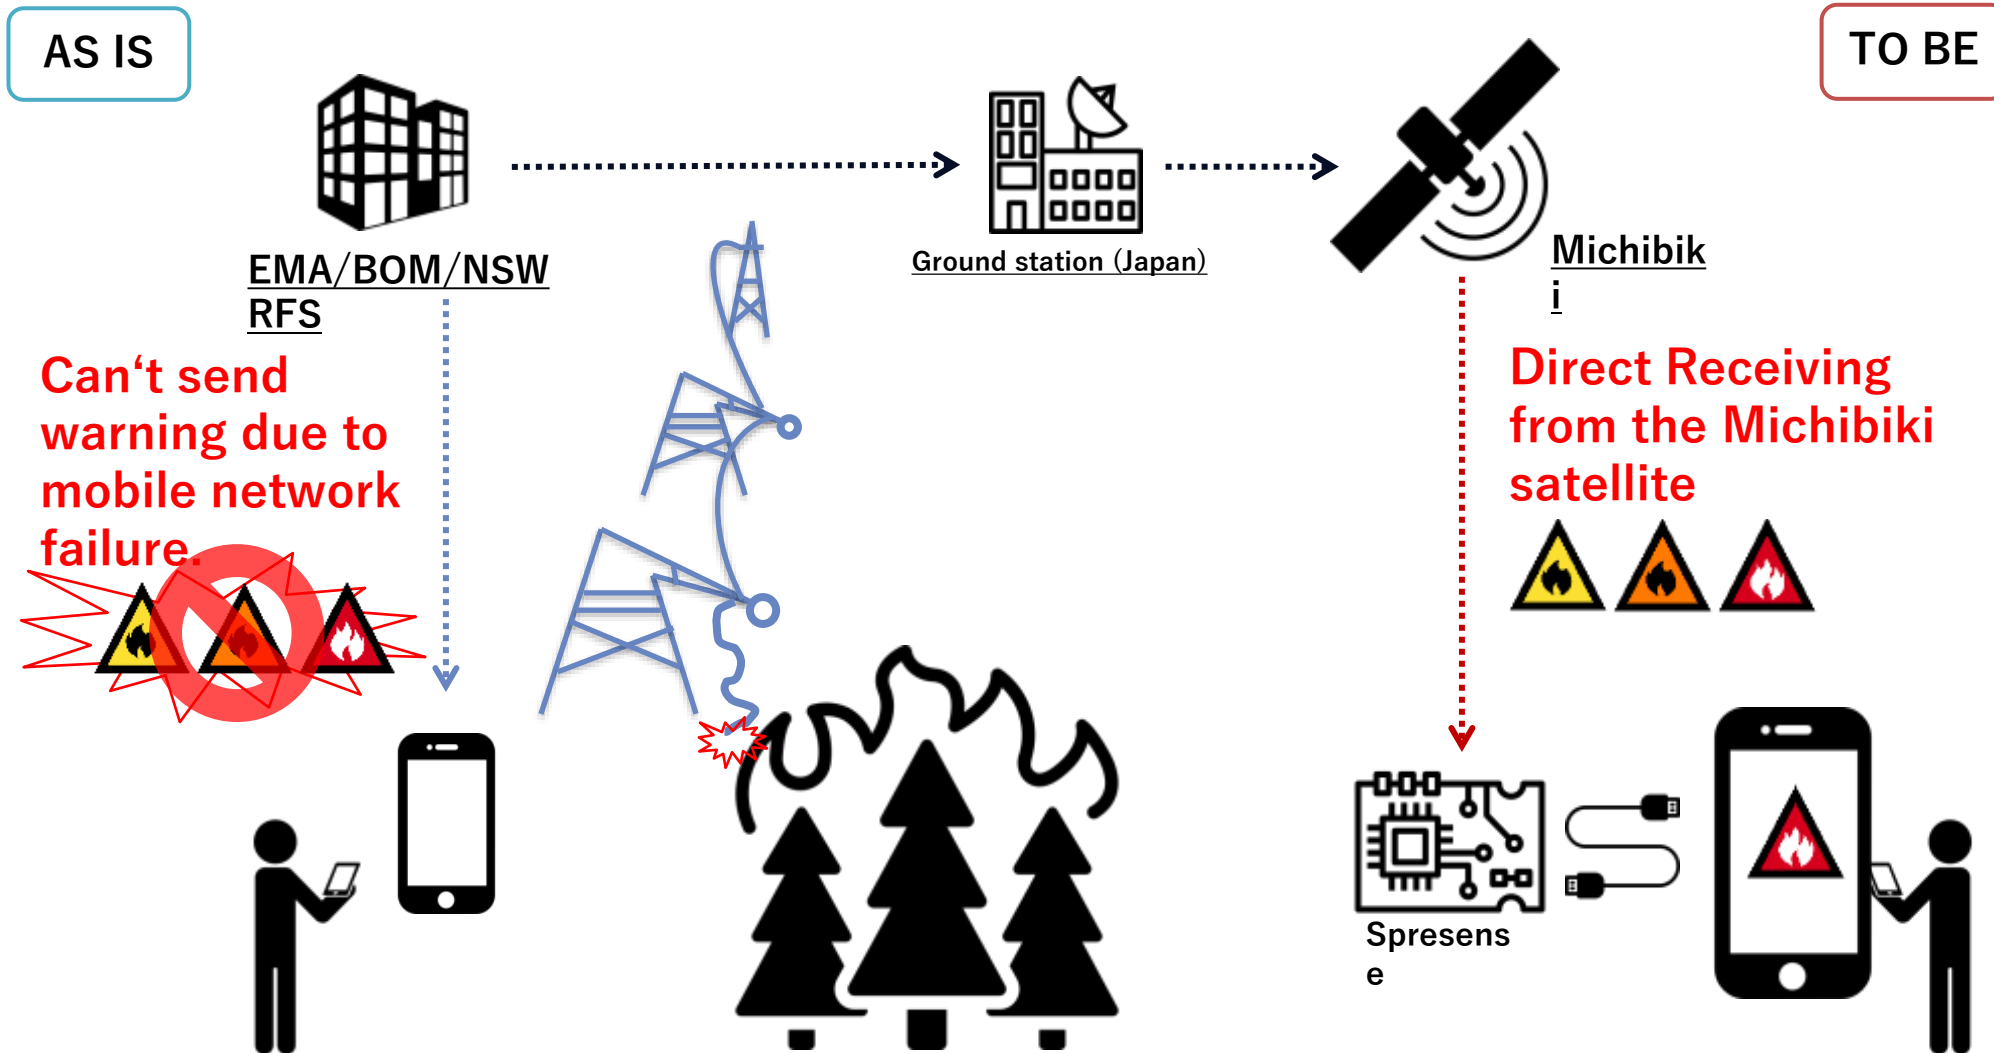 AS IS
TO BE
EMA/BOM/NSW
RFS
Ground station (Japan)
Michibik
i
Can‘t send
warning due to
mobile network
failure.
Direct Receiving
from the Michibiki
satellite
Spresens
e